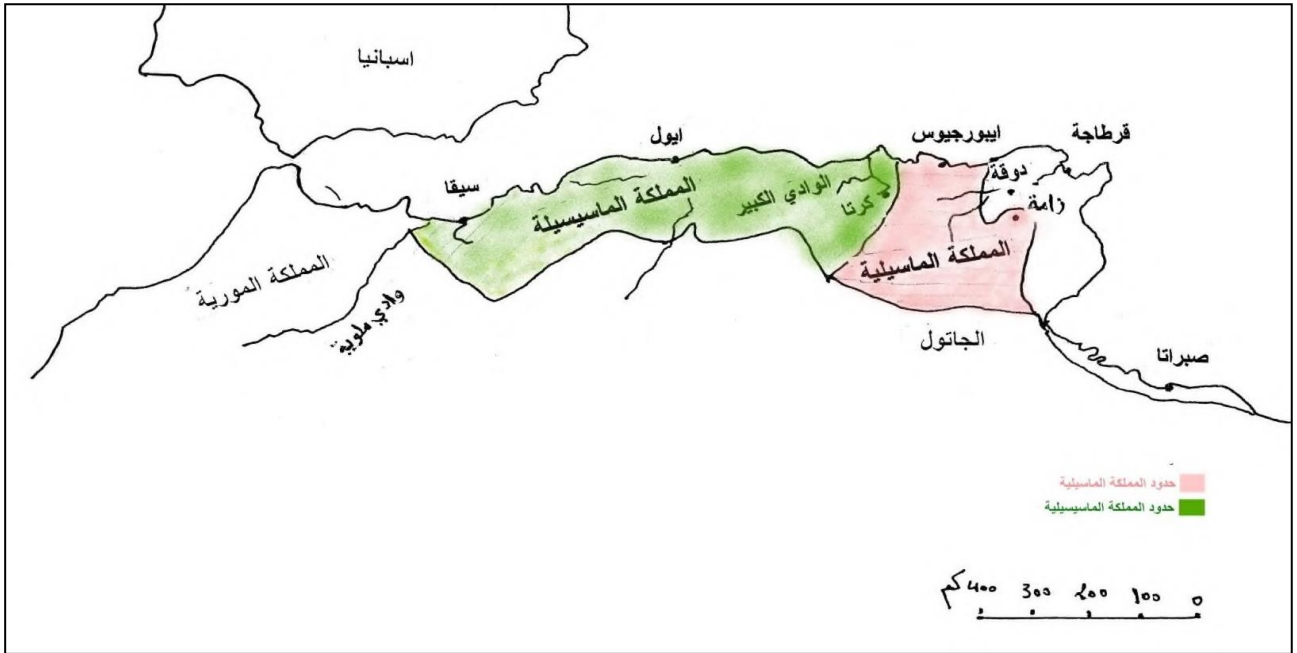 اسبانيا
قرطاجة
ايبورجيوس
ايول
دوقة
سيقا
زامة
كرتا
الوادي الكبير
المملكة الماسيسيلة
المملكة الماسيلية
المملكة المورية
وادي ملوية
الجاتول
صبراتا
حدود المملكة الماسيلية
حدود المملكة الماسيسيلية
0 100 200 300 400 كم